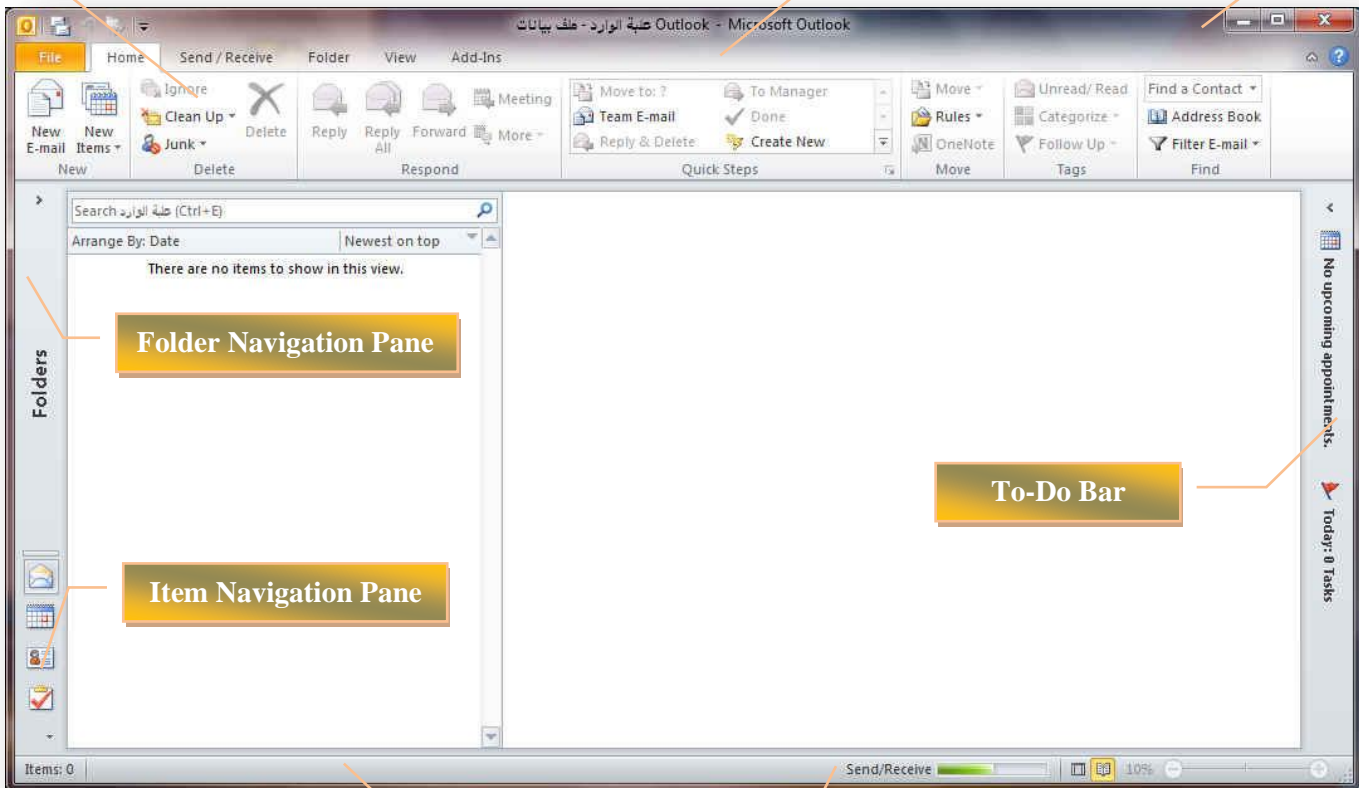 علبة الوارد - ملف بيانات Outlook - Microsoft Outlook
File Home Send / Receive Folder View Add-Ins
New E-mail
New Items
New
Ignore
Clean Up
Junk
Delete
Delete
Reply
Reply All
Forward
Meeting
More
Respond
Move to: ?
Team E-mail
Reply & Delete
To Manager
Done
Create New
Quick Steps
Move
Rules
OneNote
Move
Unread/ Read
Categorize
Follow Up
Tags
Find a Contact
Address Book
Filter E-mail
Find
Search علبة الوارد (Ctrl+E)
Arrange By: Date Newest on top
There are no items to show in this view.
Folder Navigation Pane
Folders
Item Navigation Pane
To-Do Bar
No upcoming appointments.
Today: 0 Tasks
Items: 0
Send/Receive
10%